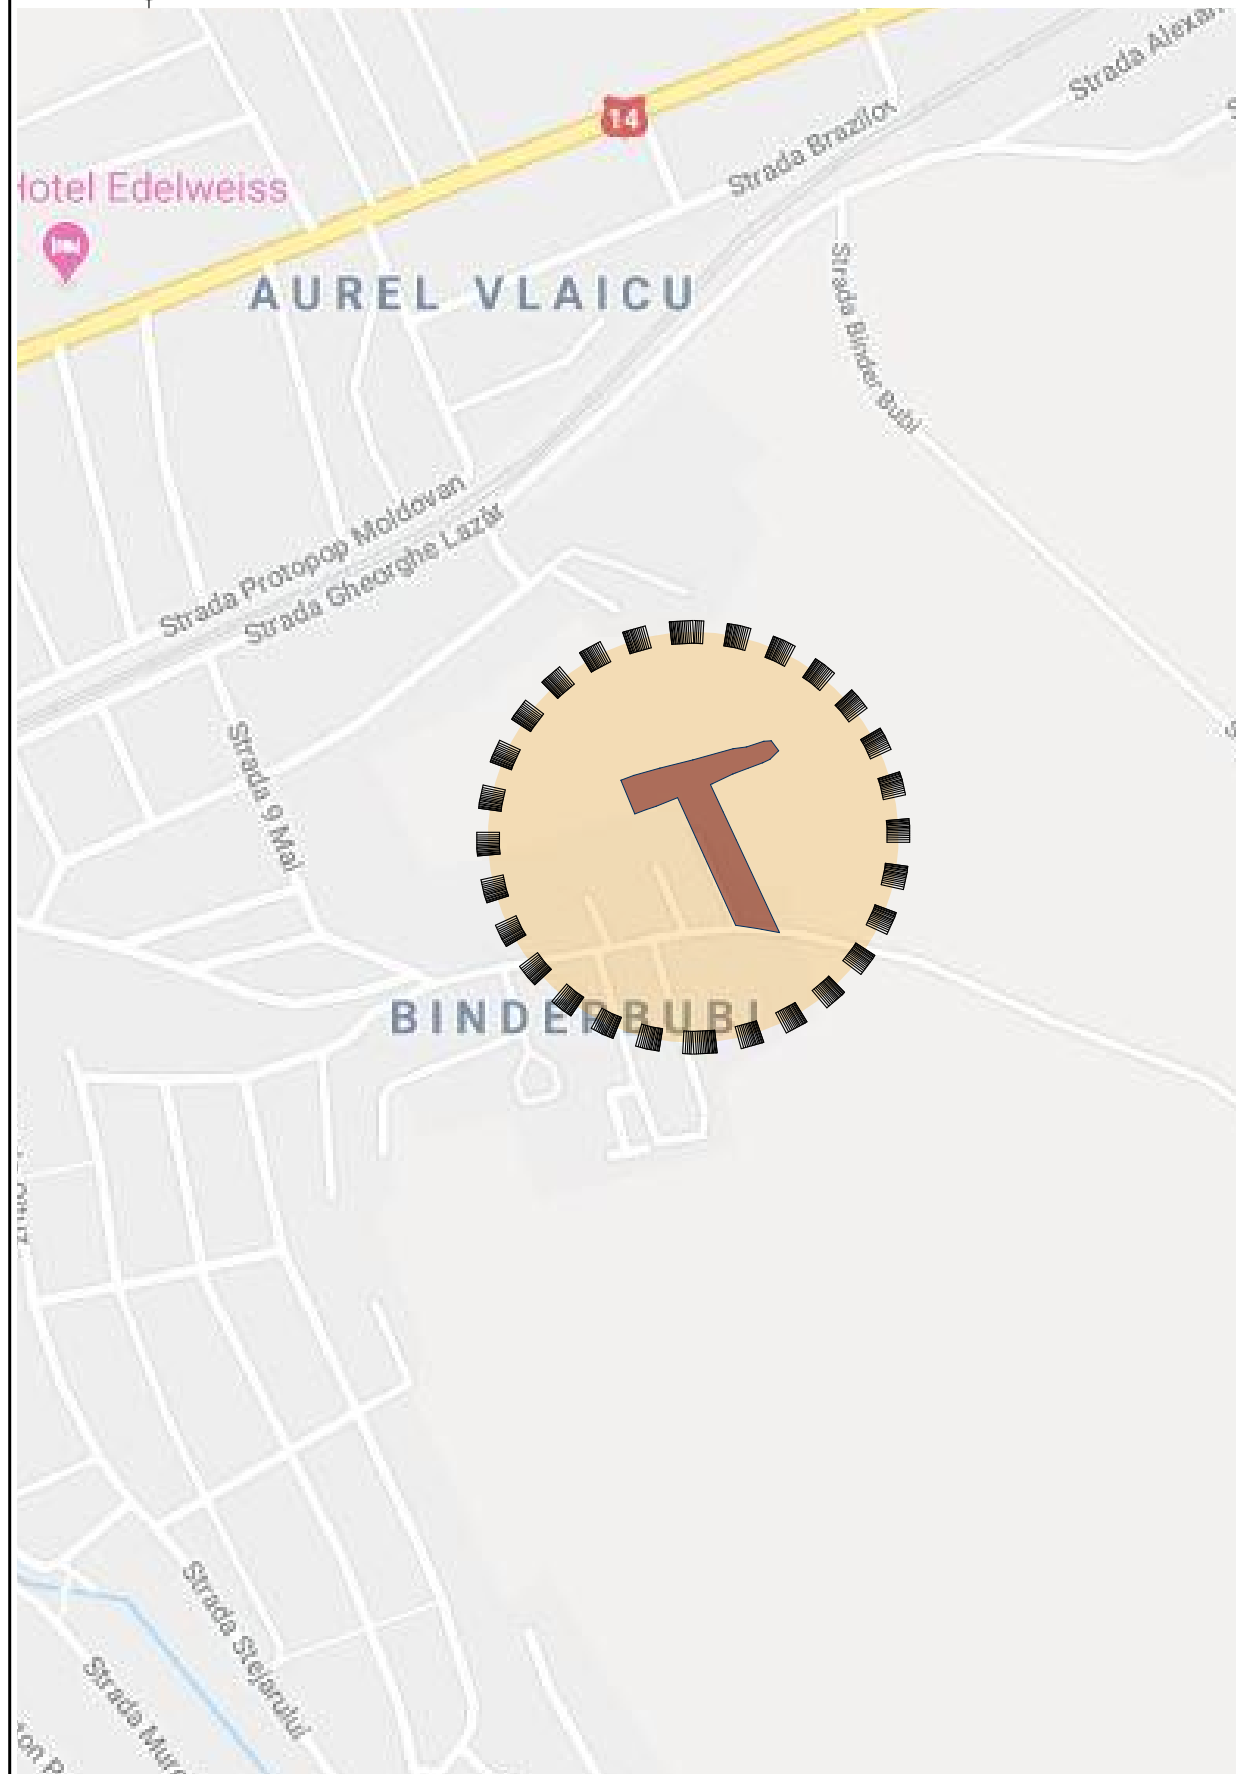 14
Strada Brazilor
Hotel Edelweiss
AUREL VLAICU
Strada Binder Bubi
Strada Protopop Moldovan
Strada Gheorghe Lazăr
Strada 9 Mai
BINDERBUBI
Strada Stejarului
Strada